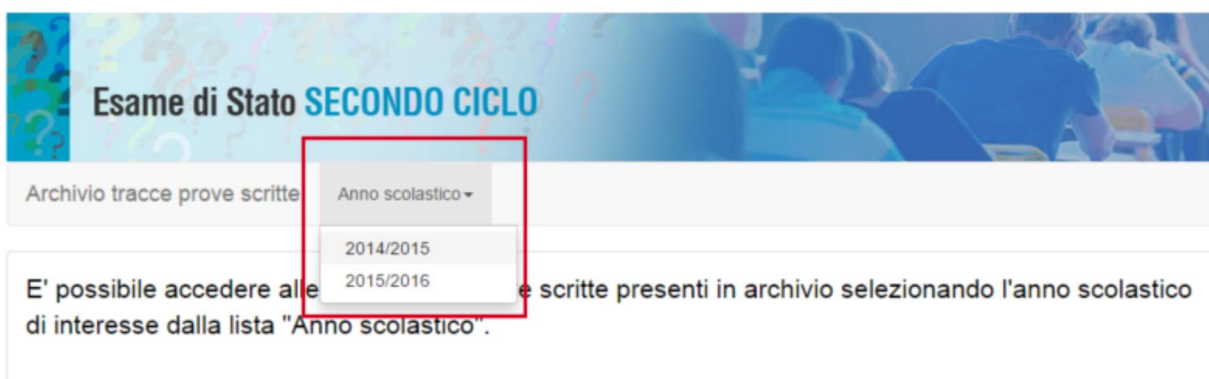 Esame di Stato SECONDO CICLO
Archivio tracce prove scritte
Anno scolastico
2014/2015
2015/2016
E' possibile accedere alle e scritte presenti in archivio selezionando l'anno scolastico
di interesse dalla lista "Anno scolastico".